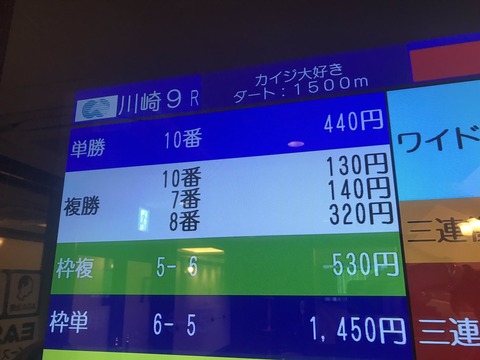 川崎9R
カイジ大好き
ダート:1500m
単勝 10番 440円
ワイド
複勝 10番 130円
7番 140円
8番 320円
三連
枠複 5-6 530円
枠単 6-5 1,450円
三連